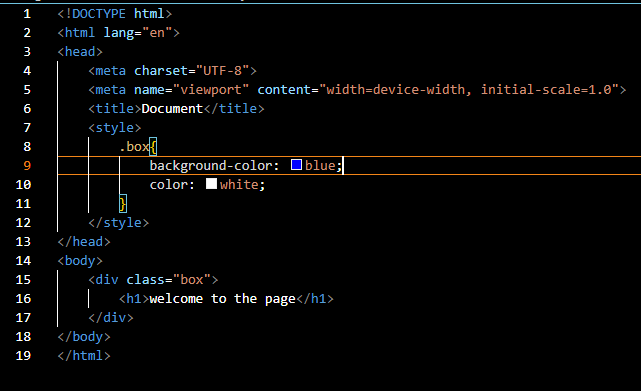 1 <!DOCTYPE html>
2 <html lang="en">
3 <head>
4     <meta charset="UTF-8">
5     <meta name="viewport" content="width=device-width, initial-scale=1.0">
6     <title>Document</title>
7     <style>
8         .box{
9             background-color: blue;
10             color: white;
11         }
12     </style>
13 </head>
14 <body>
15     <div class="box">
16         <h1>welcome to the page</h1>
17     </div>
18 </body>
19 </html>